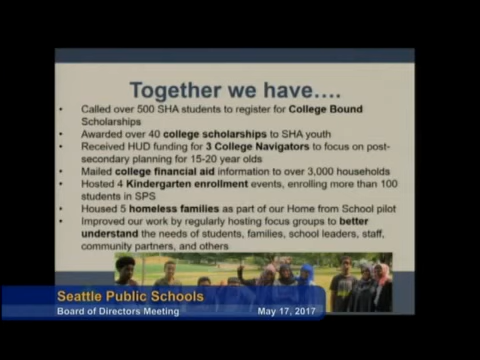 Together we have....
• Called over 500 SHA students to register for College Bound
Scholarships
• Awarded over 40 college scholarships to SHA youth
• Received HUD funding for 3 College Navigators to focus on post-
secondary planning for 15-20 year olds
• Mailed college financial aid information to over 3,000 households
• Hosted 4 Kindergarten enrollment events, enrolling more than 100
students in SPS
• Housed 5 homeless families as part of our Home from School pilot
• Improved our work by regularly hosting focus groups to better
understand the needs of students, families, school leaders, staff,
community partners, and others
Seattle Public Schools
Board of Directors Meeting May 17, 2017